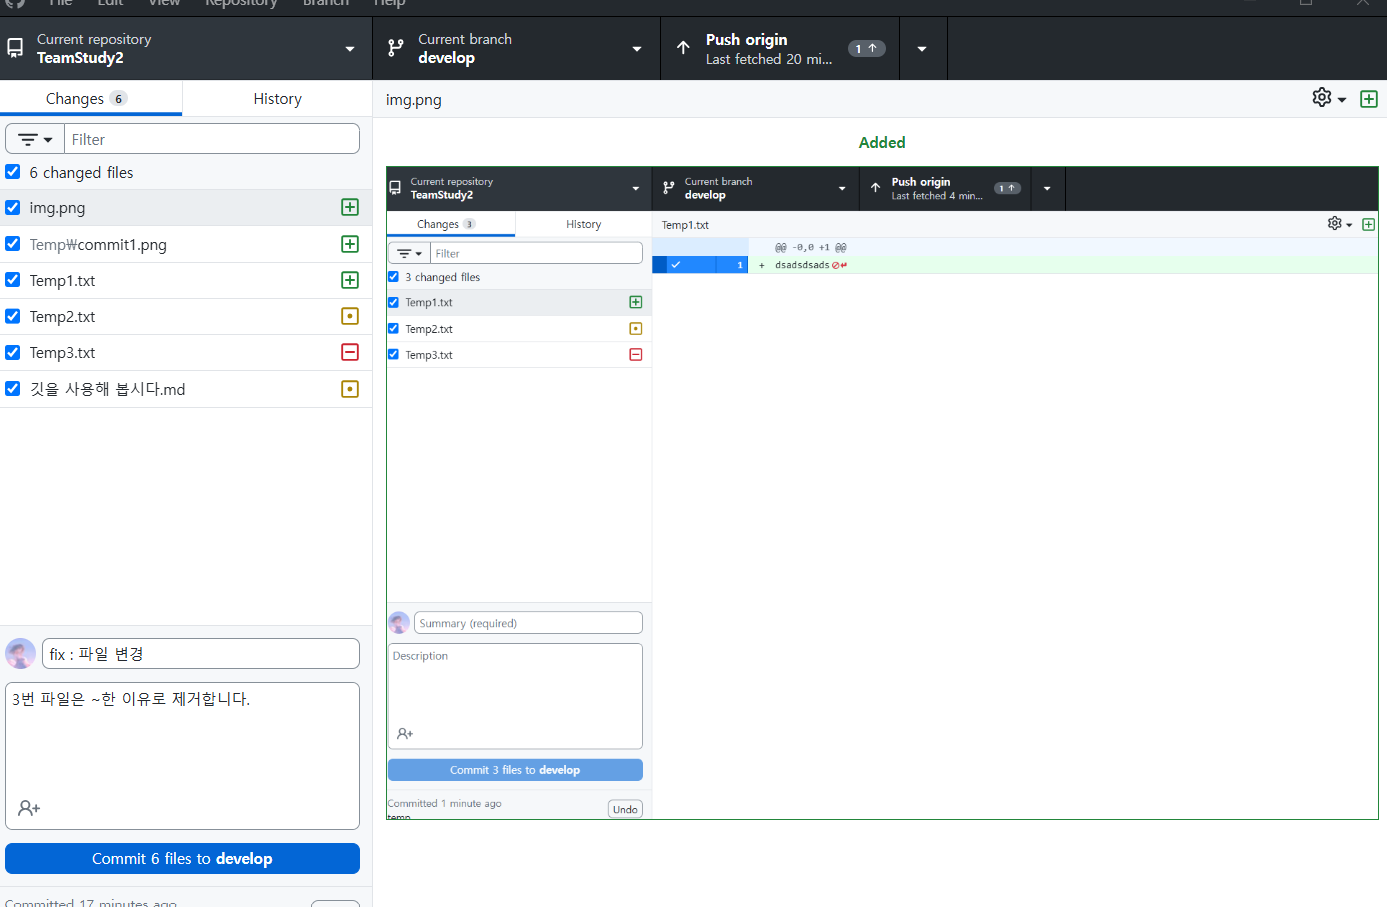 File Edit View Repository Branch Help
Current repository
TeamStudy2
Current branch
develop
Push origin
Last fetched 20 mi...
1
Changes 6
History
img.png
Filter
6 changed files
img.png
Temp₩commit1.png
Temp1.txt
Temp2.txt
Temp3.txt
깃을 사용해 봅시다.md
fix : 파일 변경
3번 파일은 ~한 이유로 제거합니다.
Commit 6 files to develop
Committed 17 minutes ago
Added
Current repository
TeamStudy2
Current branch
develop
Push origin
Last fetched 4 min...
1
Changes 3
History
Temp1.txt
Filter
3 changed files
Temp1.txt
Temp2.txt
Temp3.txt
@@ -0,0 +1 @@
1 + dsadsdsads
Summary (required)
Description
Commit 3 files to develop
Committed 1 minute ago
temp
Undo